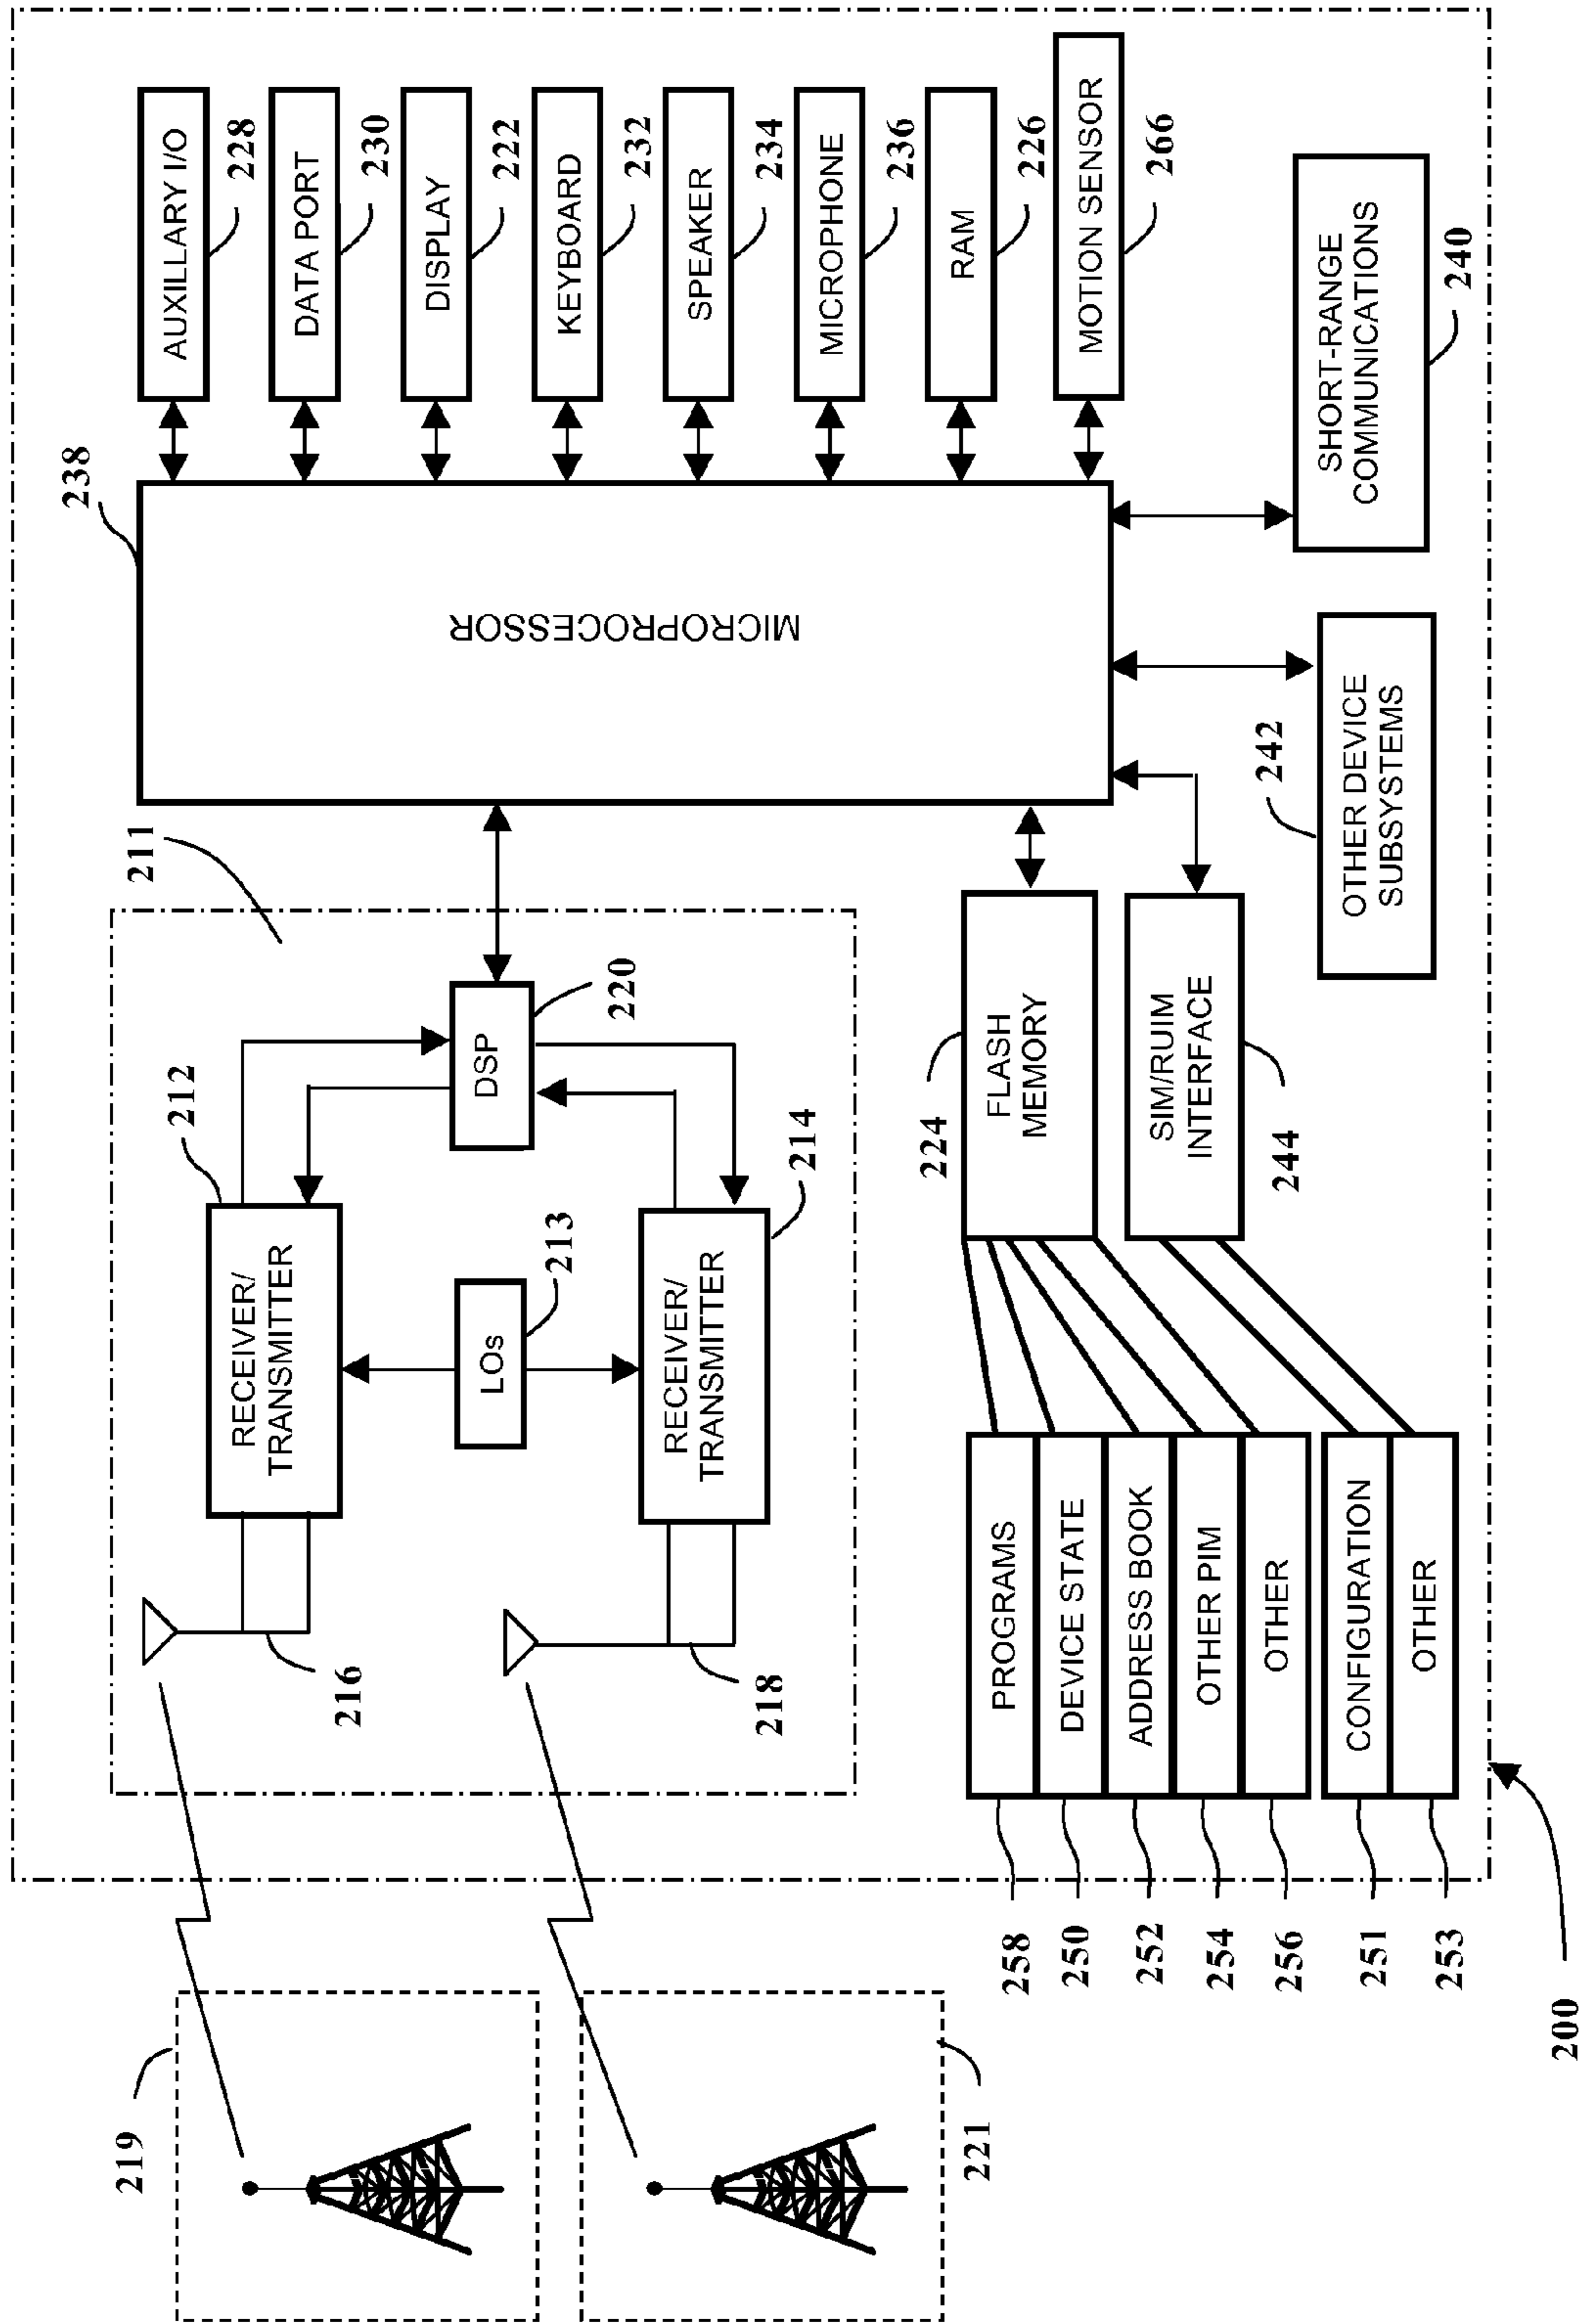 219
221
200
216
218
211
212
RECEIVER/
TRANSMITTER
LOs
213
RECEIVER/
TRANSMITTER
214
DSP
220
238
MICROPROCESSOR
AUXILLARY I/O
228
DATA PORT
230
DISPLAY
222
KEYBOARD
232
SPEAKER
234
MICROPHONE
236
RAM
226
MOTION SENSOR
266
SHORT-RANGE
COMMUNICATIONS
240
242
OTHER DEVICE
SUBSYSTEMS
224
FLASH
MEMORY
SIM/RUIM
INTERFACE
244
258
PROGRAMS
250
DEVICE STATE
252
ADDRESS BOOK
254
OTHER PIM
256
OTHER
251
CONFIGURATION
253
OTHER